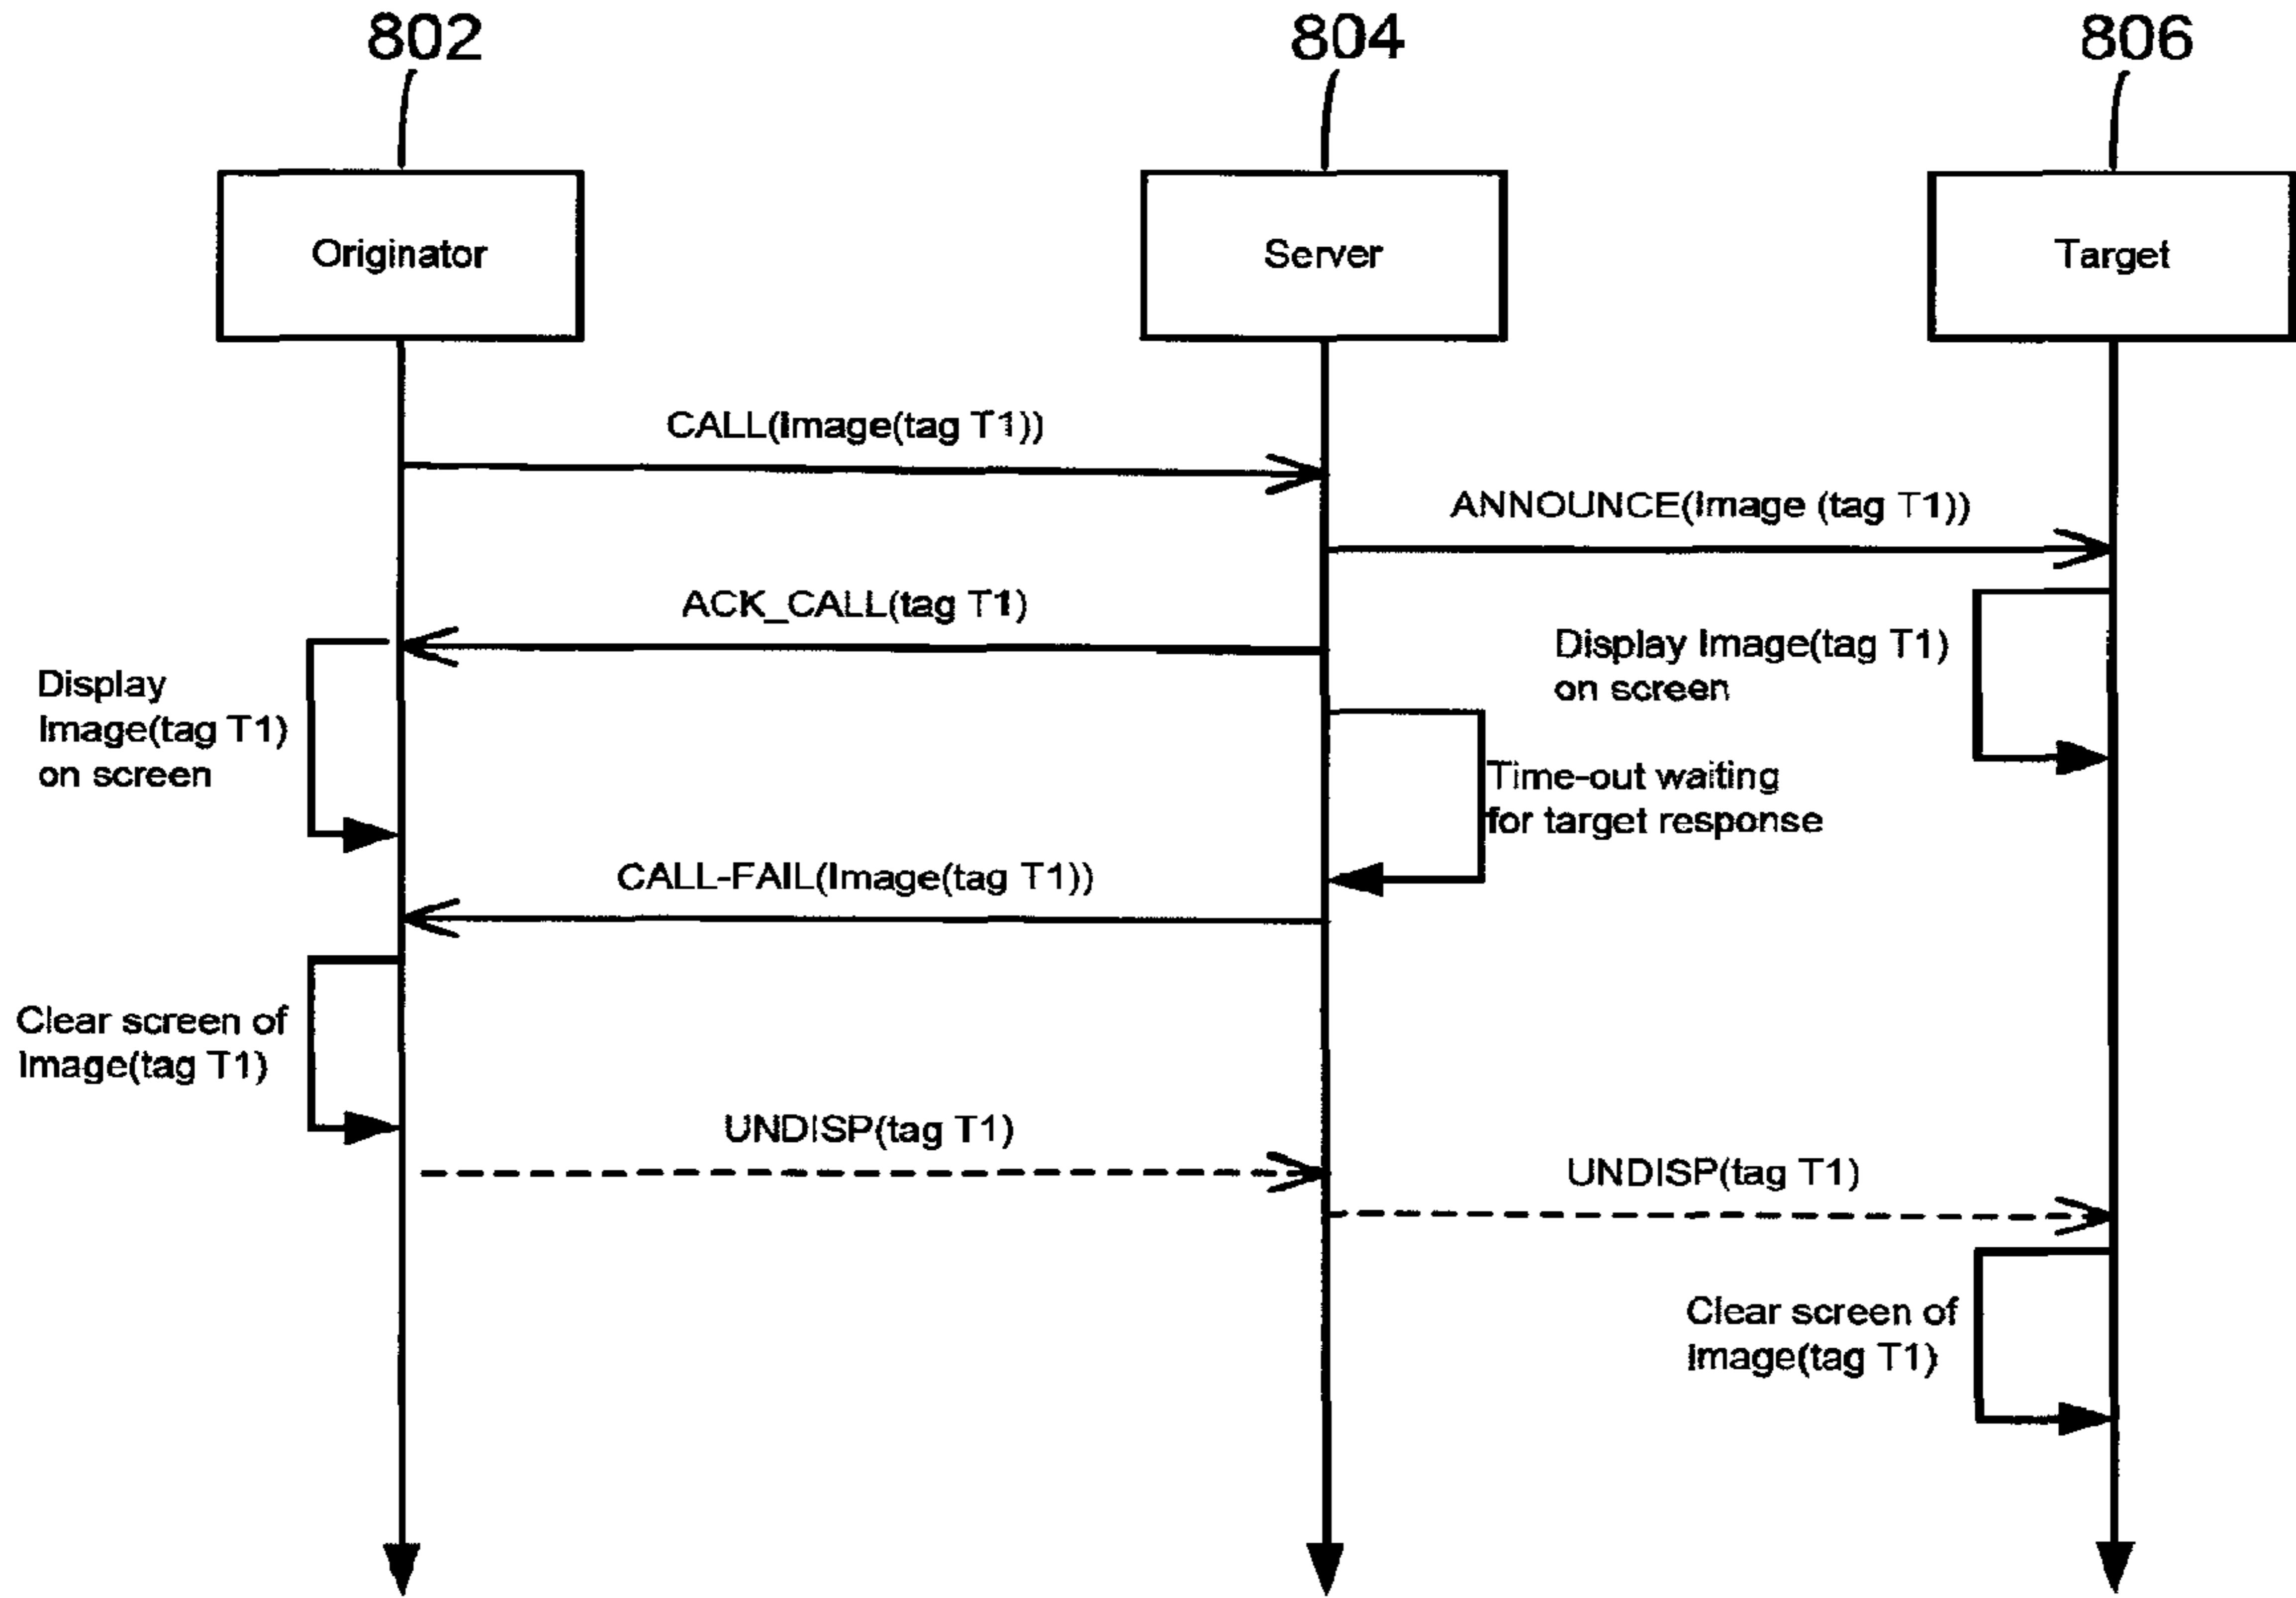 802
804
806
Originator
Server
Target
CALL(Image(tag T1))
ANNOUNCE(Image (tag T1))
ACK_CALL(tag T1)
Display Image(tag T1)
on screen
Display
Image(tag T1)
on screen
Time-out waiting
for target response
CALL-FAIL(Image(tag T1))
Clear screen of
Image(tag T1)
UNDISP(tag T1)
UNDISP(tag T1)
Clear screen of
Image(tag T1)